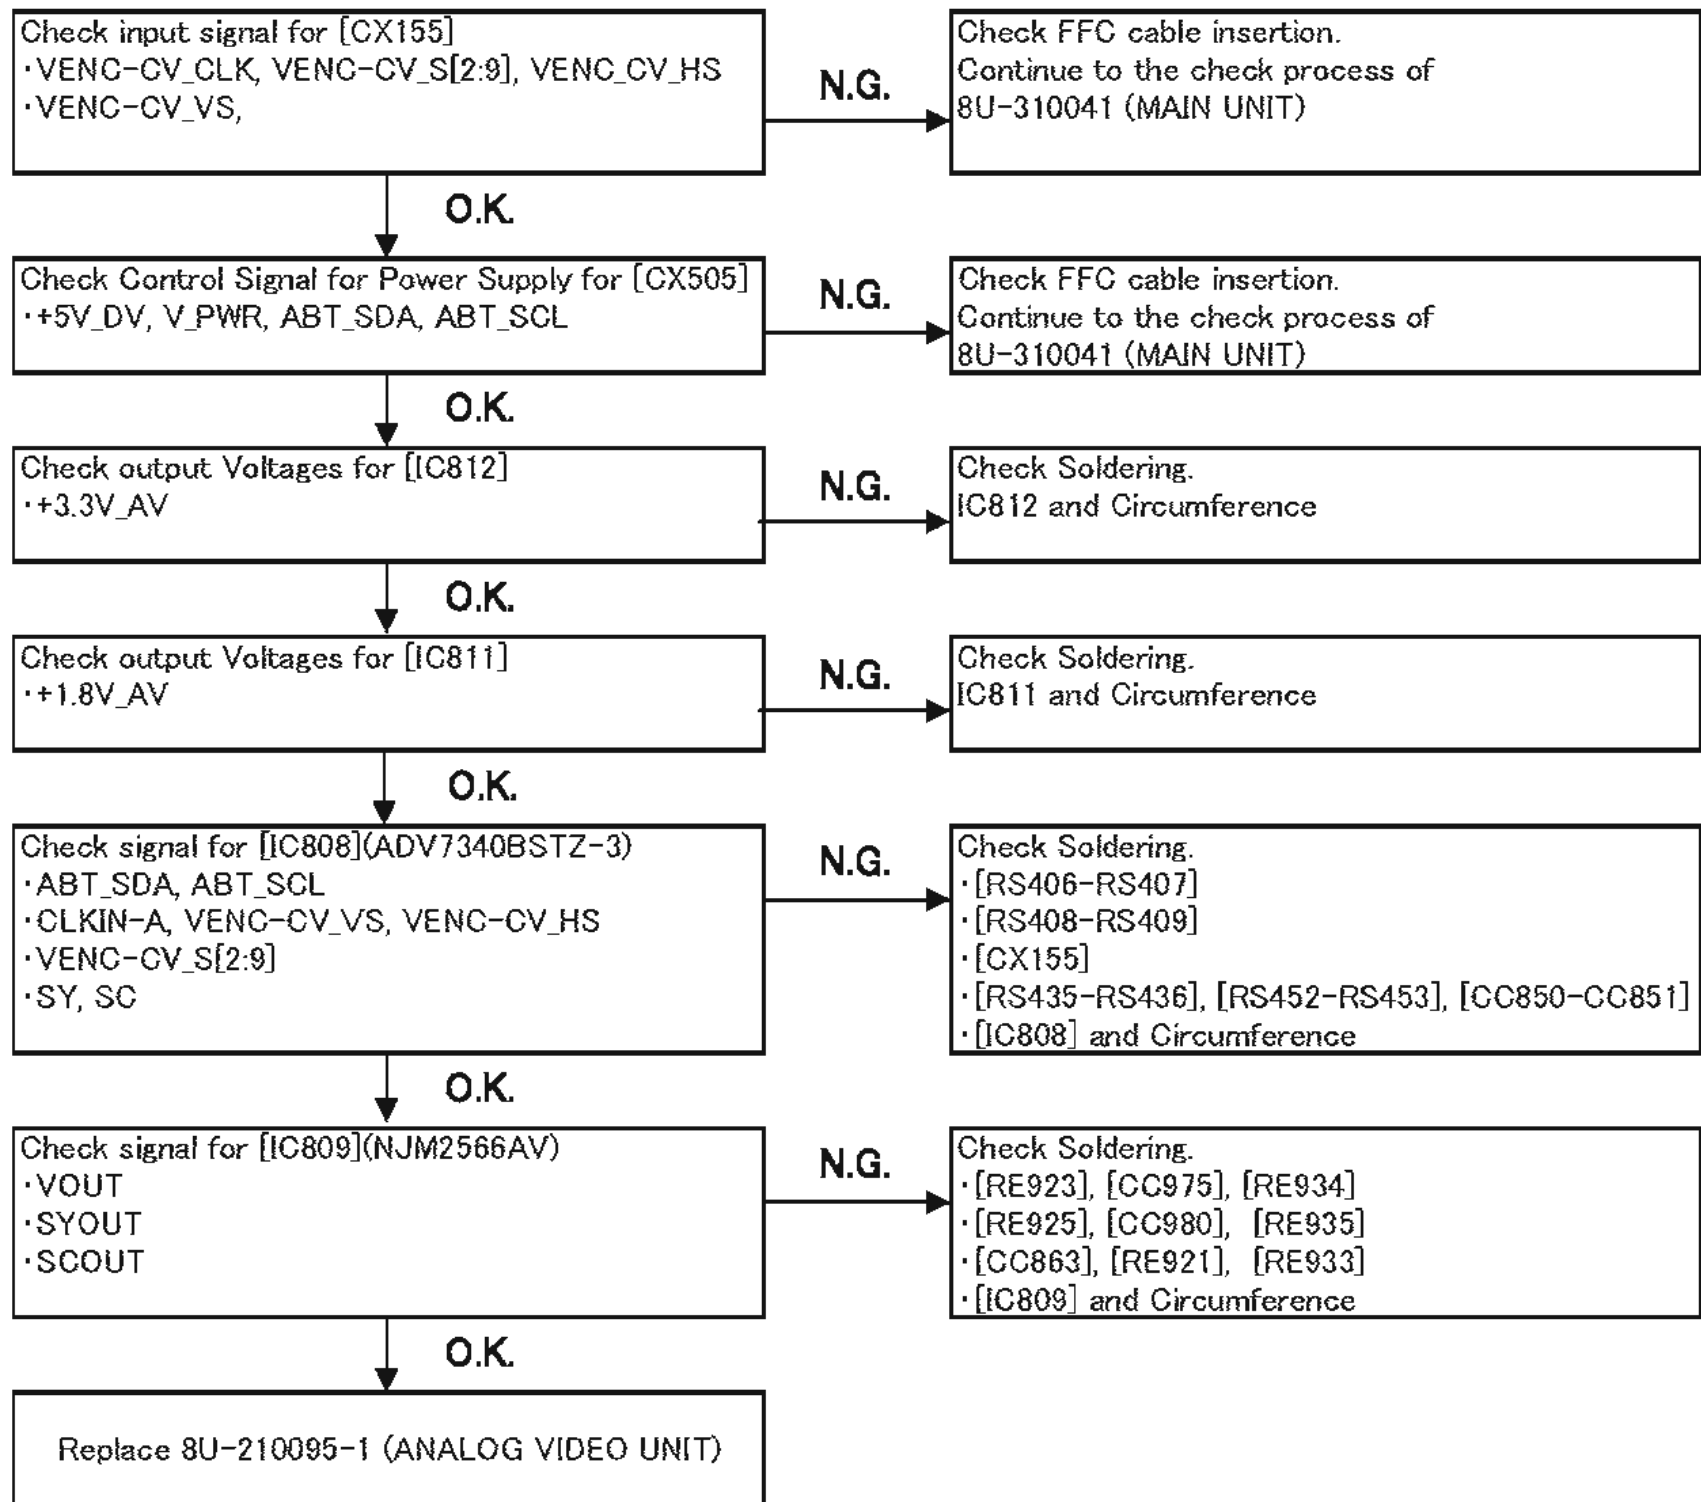 Check input signal for [CX155]
・VENC-CV_CLK, VENC-CV_S[2:9], VENC_CV_HS
・VENC-CV_VS,
N.G.
Check FFC cable insertion.
Continue to the check process of
8U-310041 (MAIN UNIT)
O.K.
Check Control Signal for Power Supply for [CX505]
・+5V_DV, V_PWR, ABT_SDA, ABT_SCL
N.G.
Check FFC cable insertion.
Continue to the check process of
8U-310041 (MAIN UNIT)
O.K.
Check output Voltages for [IC812]
・+3.3V_AV
N.G.
Check Soldering.
IC812 and Circumference
O.K.
Check output Voltages for [IC811]
・+1.8V_AV
N.G.
Check Soldering.
IC811 and Circumference
O.K.
Check signal for [IC808](ADV7340BSTZ-3)
・ABT_SDA, ABT_SCL
・CLKIN-A, VENC-CV_VS, VENC-CV_HS
・VENC-CV_S[2:9]
・SY, SC
N.G.
Check Soldering.
・[RS406-RS407]
・[RS408-RS409]
・[CX155]
・[RS435-RS436], [RS452-RS453], [CC850-CC851]
・[IC808] and Circumference
O.K.
Check signal for [IC809](NJM2566AV)
・VOUT
・SYOUT
・SCOUT
N.G.
Check Soldering.
・[RE923], [CC975], [RE934]
・[RE925], [CC980], [RE935]
・[CC863], [RE921], [RE933]
・[IC809] and Circumference
O.K.
Replace 8U-210095-1 (ANALOG VIDEO UNIT)